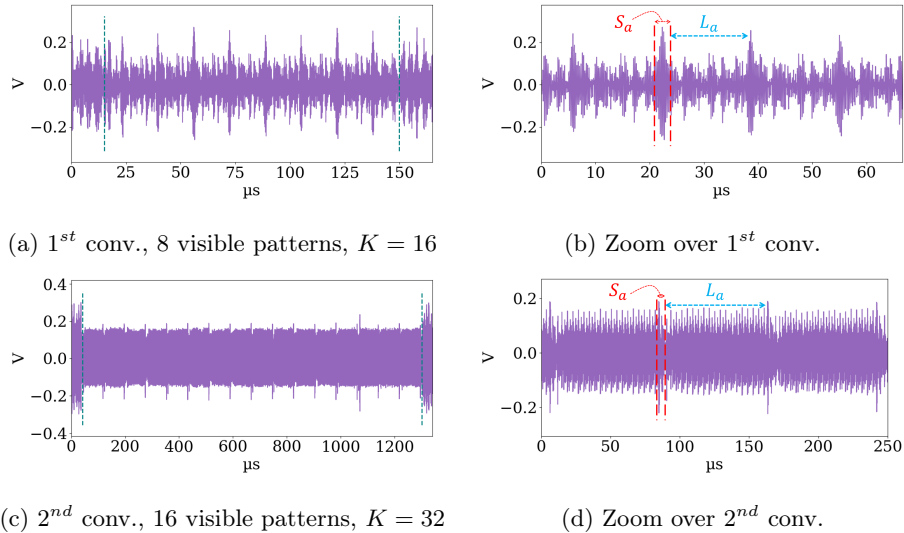 0.2
0.0
−0.2
V
0 25 50 75 100 125 150
µs
(a) 1st conv., 8 visible patterns, K = 16
Sa La
0.2
0.0
−0.2
V
0 10 20 30 40 50 60
µs
(b) Zoom over 1st conv.
0.4
0.2
0.0
−0.2
−0.4
V
0 200 400 600 800 1000 1200
µs
(c) 2nd conv., 16 visible patterns, K = 32
Sa La
0.2
0.0
−0.2
V
0 50 100 150 200 250
µs
(d) Zoom over 2nd conv.